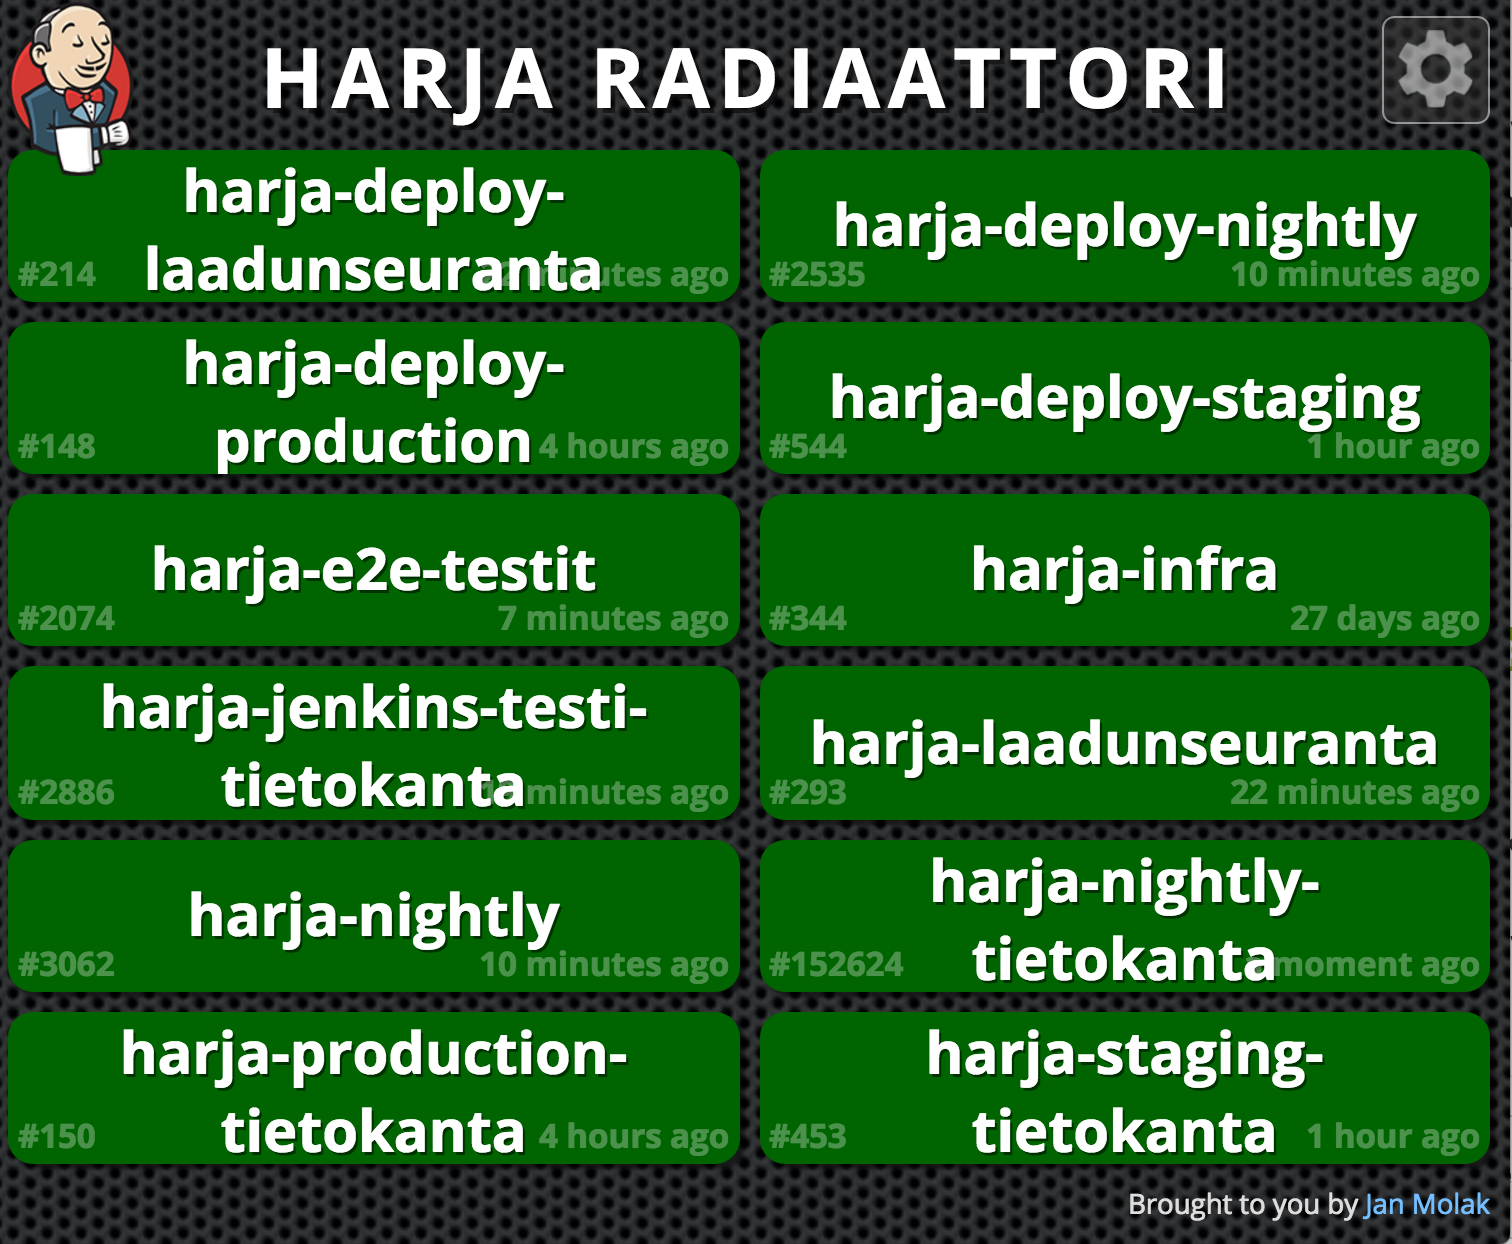 HARJA RADIAATTORI
harja-deploy-
laadunseuranta
#214 minutes ago
harja-deploy-nightly
#2535 10 minutes ago
harja-deploy-
production
#148 4 hours ago
harja-deploy-staging
#544 1 hour ago
harja-e2e-testit
#2074 7 minutes ago
harja-infra
#344 27 days ago
harja-jenkins-testi-
tietokanta
#2886 minutes ago
harja-laadunseuranta
#293 22 minutes ago
harja-nightly
#3062 10 minutes ago
harja-nightly-
tietokanta
#152624 moment ago
harja-production-
tietokanta
#150 4 hours ago
harja-staging-
tietokanta
#453 1 hour ago
Brought to you by Jan Molak